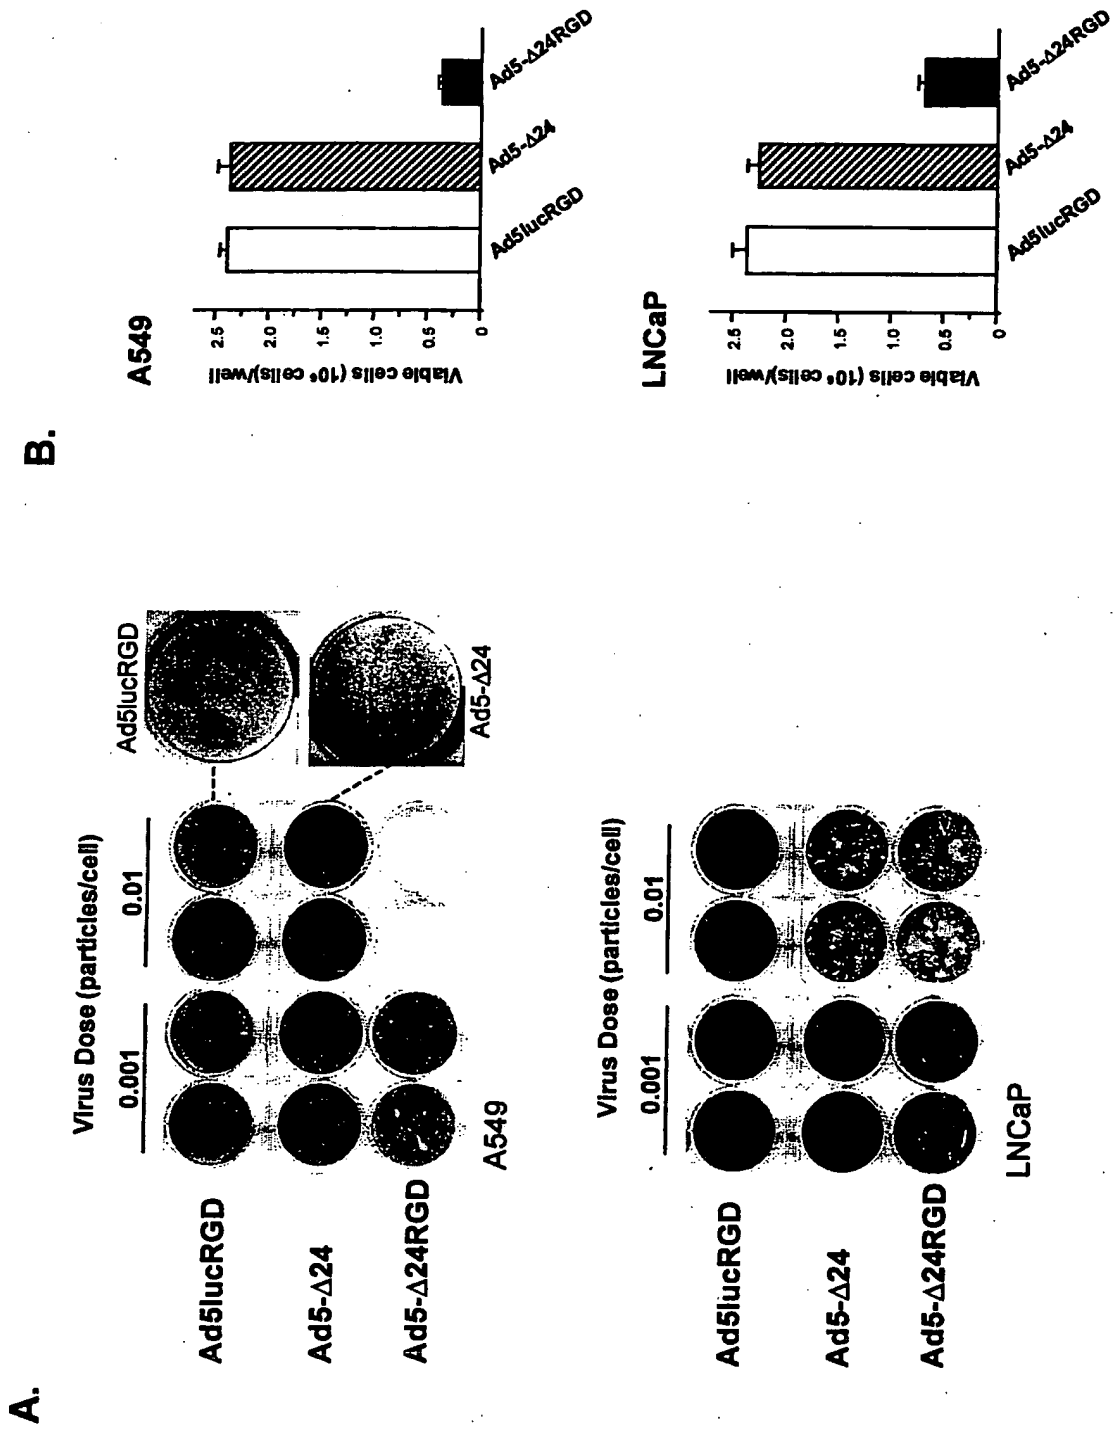 A.
Virus Dose (particles/cell)
0.001 0.01
Ad5lucRGD
Ad5-Δ24
Ad5-Δ24RGD
A549
Ad5lucRGD
Ad5-Δ24
Virus Dose (particles/cell)
0.001 0.01
Ad5lucRGD
Ad5-Δ24
Ad5-Δ24RGD
LNCaP
B.
A549
Viable cells (10⁶ cells)/well
2.5
2.0
1.5
1.0
0.5
0
Ad5lucRGD
Ad5-Δ24
Ad5-Δ24RGD
LNCaP
Viable cells (10⁶ cells)/well
2.5
2.0
1.5
1.0
0.5
0
Ad5lucRGD
Ad5-Δ24
Ad5-Δ24RGD